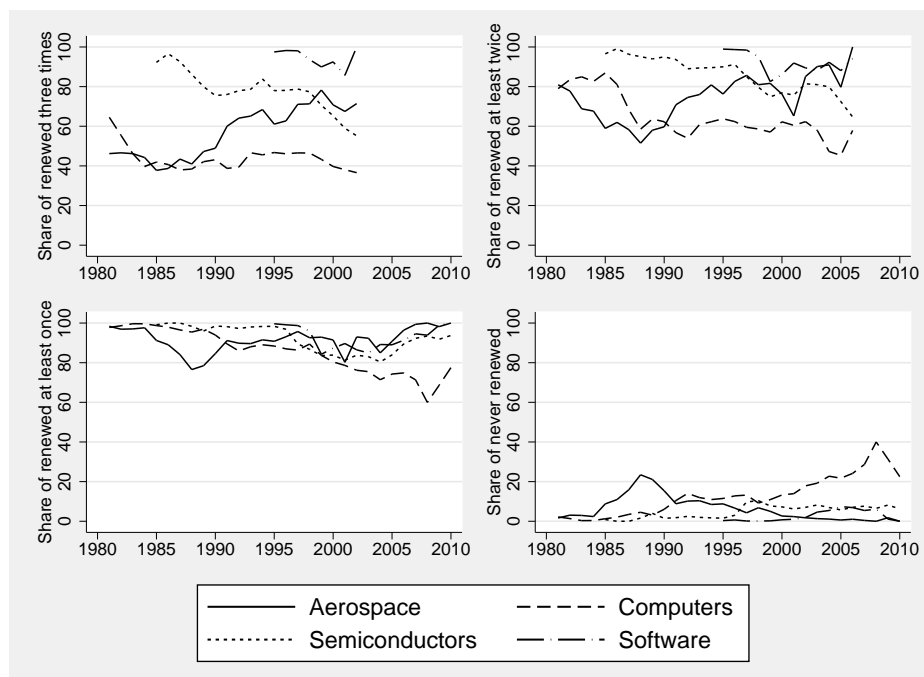 Share of renewed three times
0 20 40 60 80 100
1980 1985 1990 1995 2000 2005 2010
Share of renewed at least twice
0 20 40 60 80 100
1980 1985 1990 1995 2000 2005 2010
Share of renewed at least once
0 20 40 60 80 100
1980 1985 1990 1995 2000 2005 2010
Share of never renewed
0 20 40 60 80 100
1980 1985 1990 1995 2000 2005 2010
Aerospace Computers
Semiconductors Software